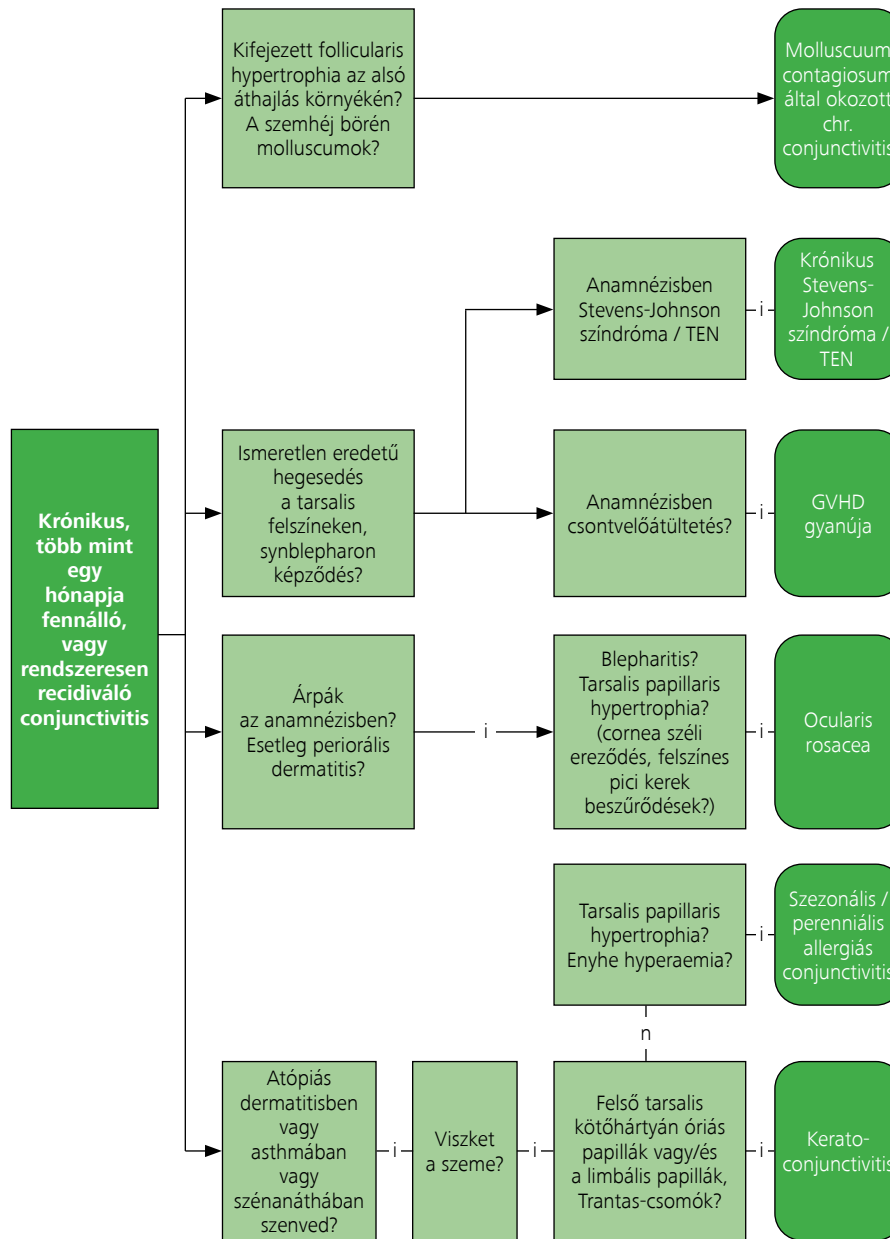 Kifejezett follicularis
hypertrophia az alsó
áthajlás környékén?
A szemhéj börén
molluscumok?
Molluscuum
contagiosum
által okozott
chr.
conjunctivitis
Anamnézisben
Stevens-Johnson
színdróma / TEN
i
Krónikus
Stevens-
Johnson
színdróma /
TEN
Krónikus,
több mint
egy
hónapja
fennálló,
vagy
rendszeresen
recidiváló
conjunctivitis
Ismeretlen eredetű
hegesedés
a tarsalis
felszíneken,
synblepharon
képződés?
Anamnézisben
csontvelőátültetés?
i
GVHD
gyanúja
Árpák
az anamnézisben?
Esetleg periorális
dermatitis?
i
Blepharitis?
Tarsalis papillaris
hypertrophia?
(cornea széli
ereződés, felszínes
pici kerek
beszűrődések?)
i
Ocularis
rosacea
Tarsalis papillaris
hypertrophia?
Enyhe hyperaemia?
i
Szezonális /
perenniális
allergiás
conjunctivitis
n
Atópiás
dermatitisben
vagy
asthmában
vagy
szénanáthában
szenved?
i
Viszket
a szeme?
i
Felső tarsalis
kötőhártyán óriás
papillák vagy/és
a limbális papillák,
Trantas-csomók?
i
Kerato-
conjunctivitis